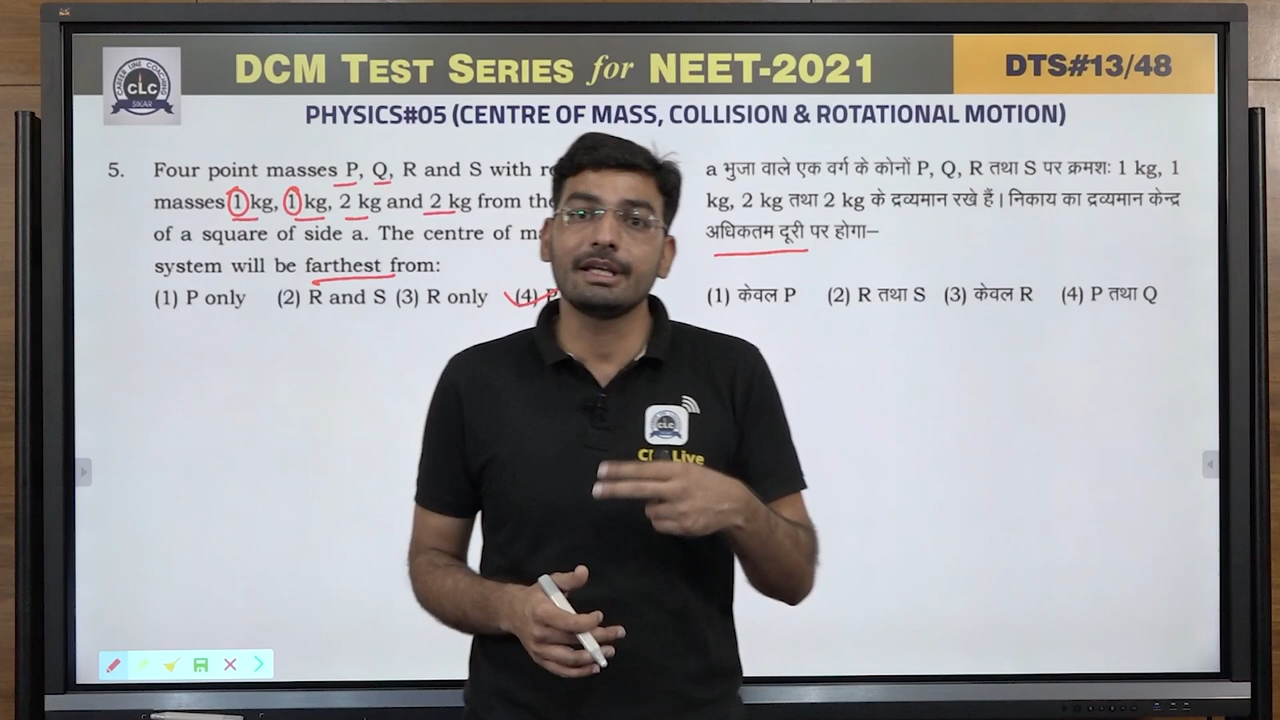 DCM TEST SERIES for NEET-2021
DTS#13/48
CAREER LINE COACHING
CLC
SIKAR
PHYSICS#05 (CENTRE OF MASS, COLLISION & ROTATIONAL MOTION)
5. Four point masses P, Q, R and S with
masses 1 kg, 1 kg, 2 kg and 2 kg from the
of a square of side a. The centre of
system will be farthest from:
(1) P only (2) R and S (3) R only (4) P
a भुजा वाले एक वर्ग के कोनों P, Q, R तथा S पर क्रमशः 1 kg, 1
kg, 2 kg तथा 2 kg के द्रव्यमान रखे हैं। निकाय का द्रव्यमान केन्द्र
अधिकतम दूरी पर होगा–
(1) केवल P (2) R तथा S (3) केवल R (4) P तथा Q
CLC
Live